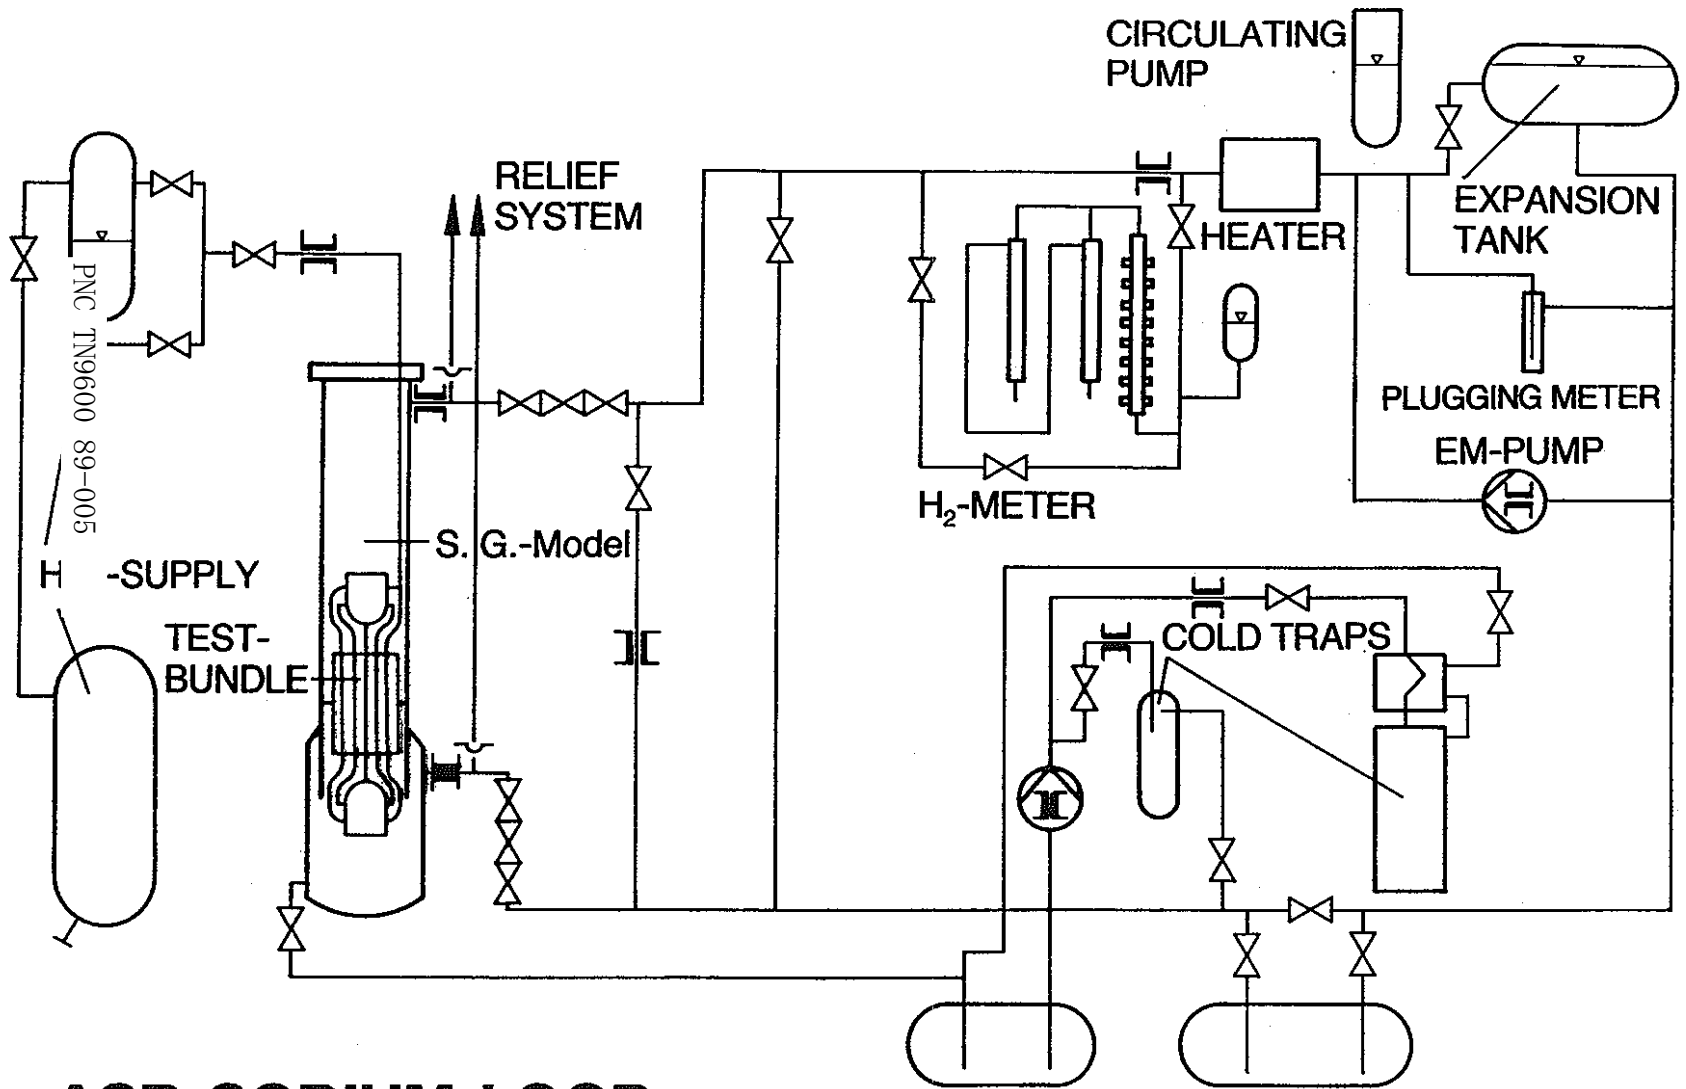 CIRCULATING
PUMP
RELIEF
SYSTEM
HEATER
EXPANSION
TANK
PNC TN9600 89-005
PLUGGING METER
EM-PUMP
H₂-METER
S. G.-Model
H -SUPPLY
TEST-
BUNDLE
COLD TRAPS